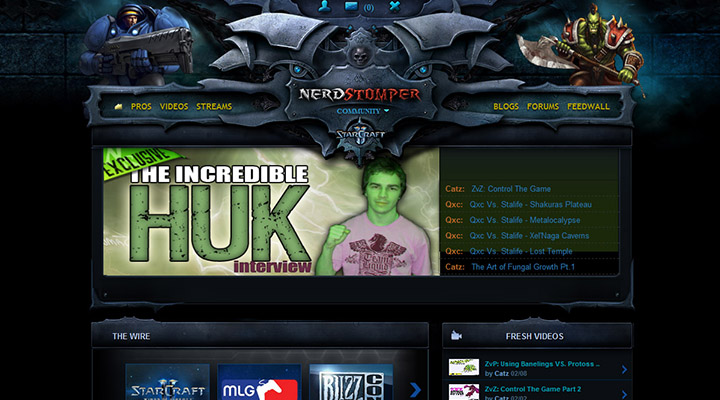 (0)
NERDSTOMPER
COMMUNITY
PROS VIDEOS STREAMS
BLOGS FORUMS FEEDWALL
STARCRAFT
EXCLUSIVE
THE INCREDIBLE
HUK
interview
Catz: ZvZ: Control The Game
Qxc: Qxc Vs. Stalife - Shakuras Plateau
Qxc: Qxc Vs. Stalife - Metalocalypse
Qxc: Qxc Vs. Stalife - Xel'Naga Caverns
Qxc: Qxc Vs. Stalife - Lost Temple
Catz: The Art of Fungal Growth Pt.1
THE WIRE
STARCRAFT
MLG
BLIZZ
CON
FRESH VIDEOS
ZvP: Using Banelings VS. Protoss ...
by Catz 02/08
ZvZ: Control The Game Part 2
by Catz 02/02